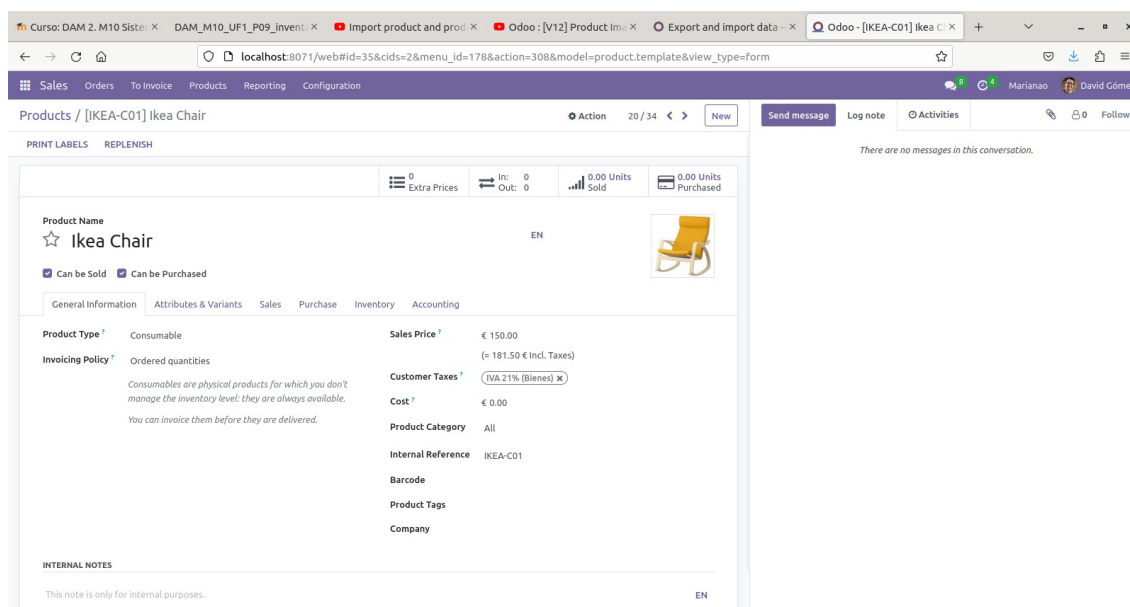 Curso: DAM 2. M10 Sister
DAM_M10_UF1_P09_invent
Import product and prod
Odoo : [V12] Product Ima
Export and import data –
Odoo - [IKEA-C01] Ikea C
localhost:8071/web#id=35&cids=2&menu_id=178&action=308&model=product.template&view_type=form
Sales Orders To Invoice Products Reporting Configuration
8 4 Marianao David Góme
Products / [IKEA-C01] Ikea Chair
Action 20 / 34 New
Send message Log note Activities 0 Follow
PRINT LABELS REPLENISH
There are no messages in this conversation.
0 Extra Prices
In: 0
Out: 0
0.00 Units Sold
0.00 Units Purchased
Product Name
Ikea Chair EN
Can be Sold Can be Purchased
General Information Attributes & Variants Sales Purchase Inventory Accounting
Product Type ? Consumable
Invoicing Policy ? Ordered quantities
Consumables are physical products for which you don't
manage the inventory level: they are always available.
You can invoice them before they are delivered.
Sales Price ? € 150.00
(= 181.50 € Incl. Taxes)
Customer Taxes ? IVA 21% (Bienes)
Cost ? € 0.00
Product Category All
Internal Reference IKEA-C01
Barcode
Product Tags
Company
INTERNAL NOTES
This note is only for internal purposes. EN